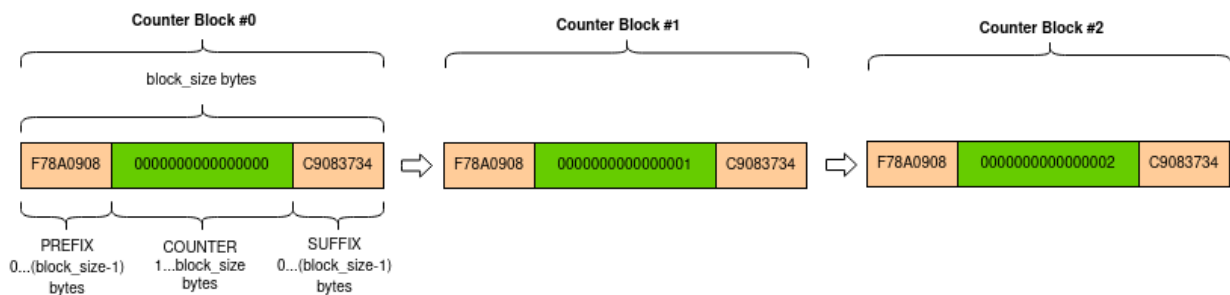 Counter Block #0
block_size bytes
F78A0908 0000000000000000 C9083734
PREFIX
0...(block_size-1)
bytes
COUNTER
1...block_size
bytes
SUFFIX
0...(block_size-1)
bytes
Counter Block #1
F78A0908 0000000000000001 C9083734
Counter Block #2
F78A0908 0000000000000002 C9083734